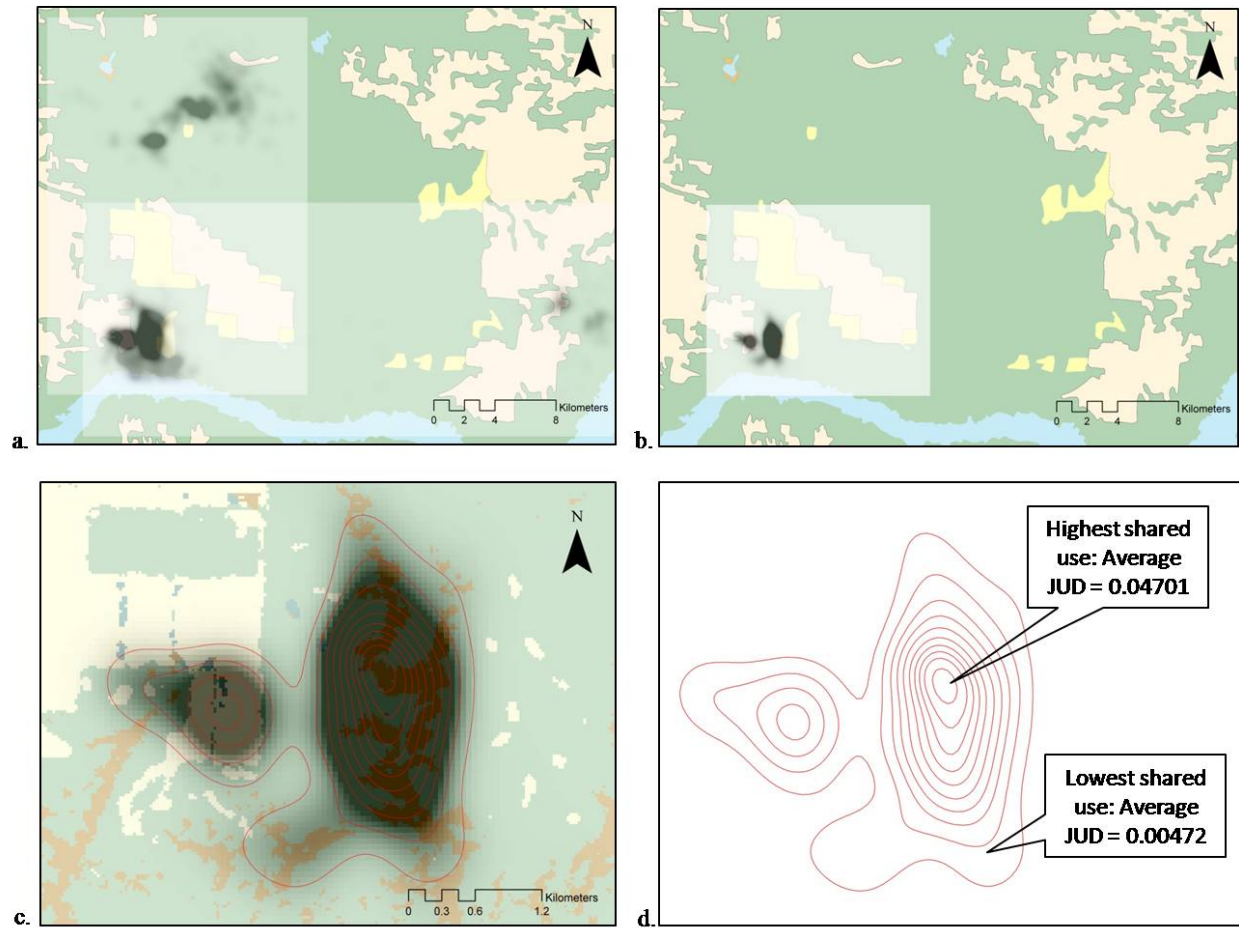 N
0 2 4 8
Kilometers
a.
N
0 2 4 8
Kilometers
b.
N
0 0.3 0.6 1.2
Kilometers
c.
Highest shared
use: Average
JUD = 0.04701
Lowest shared
use: Average
JUD = 0.00472
d.